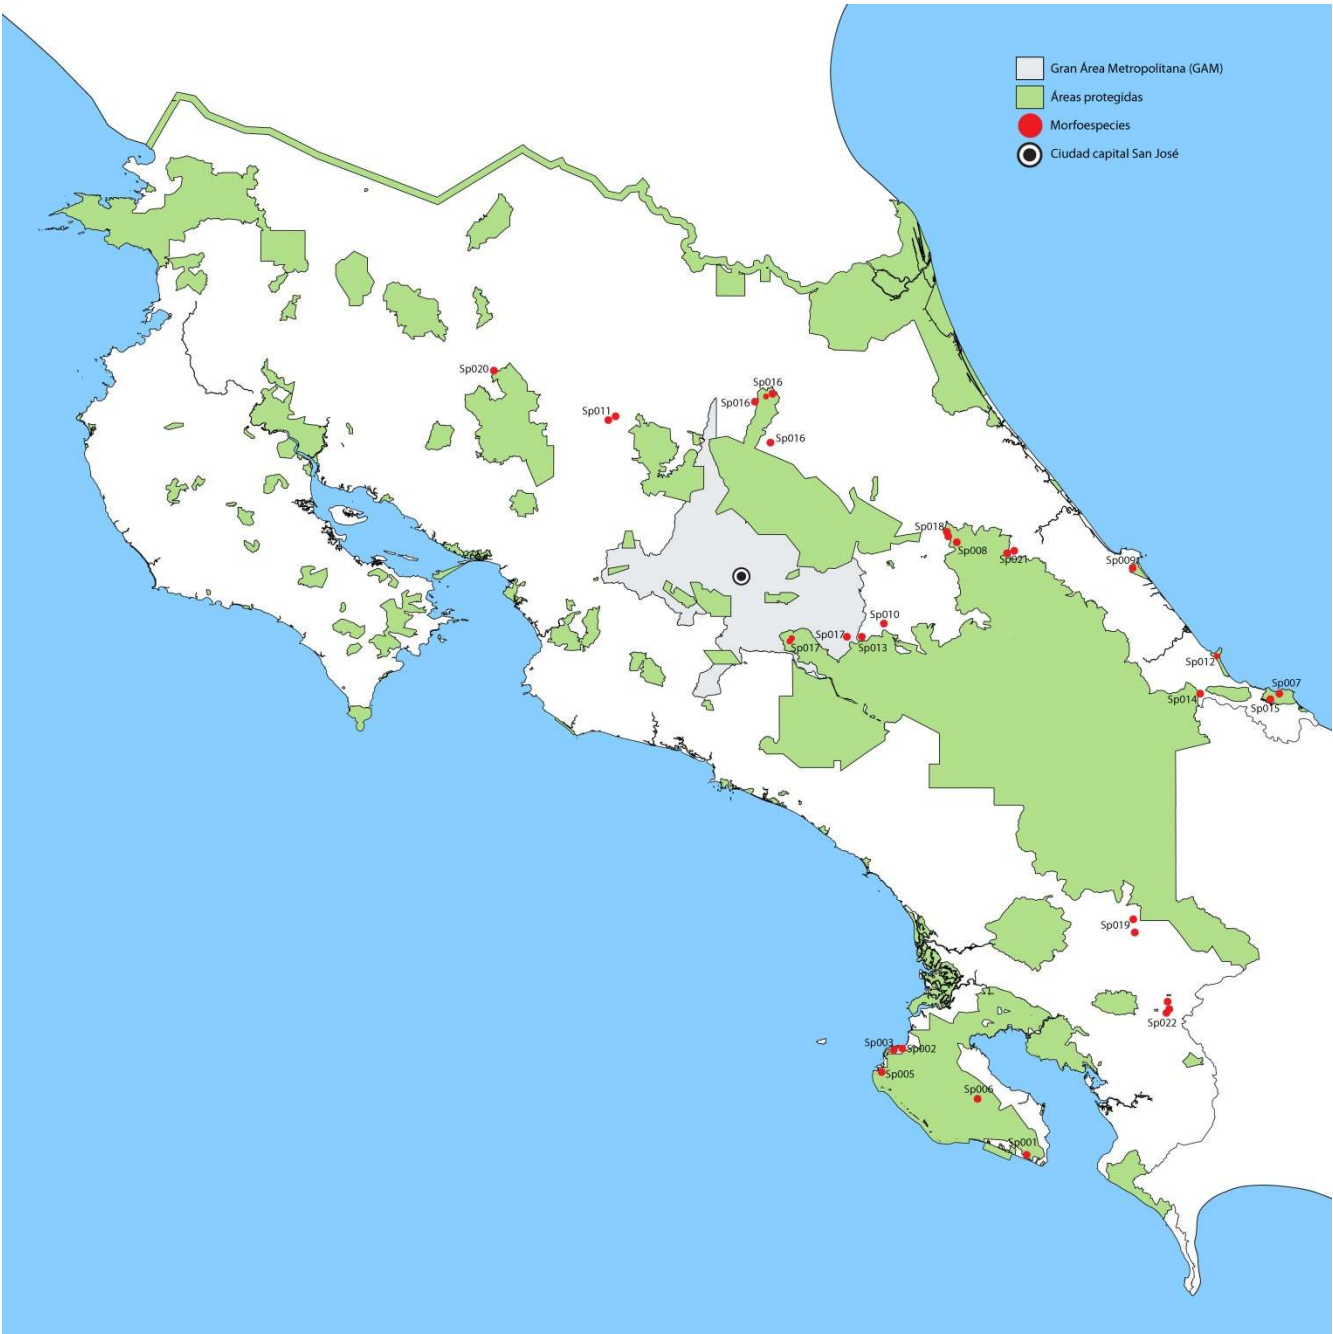 Gran Área Metropolitana (GAM)
Áreas protegidas
Morfoespecies
Ciudad capital San José
Sp020
Sp016
Sp016
Sp011
Sp016
Sp018
Sp008
Sp021
Sp009
Sp010
Sp017
Sp017
Sp013
Sp012
Sp007
Sp014
Sp015
Sp019
Sp022
Sp003
Sp002
Sp005
Sp006
Sp001